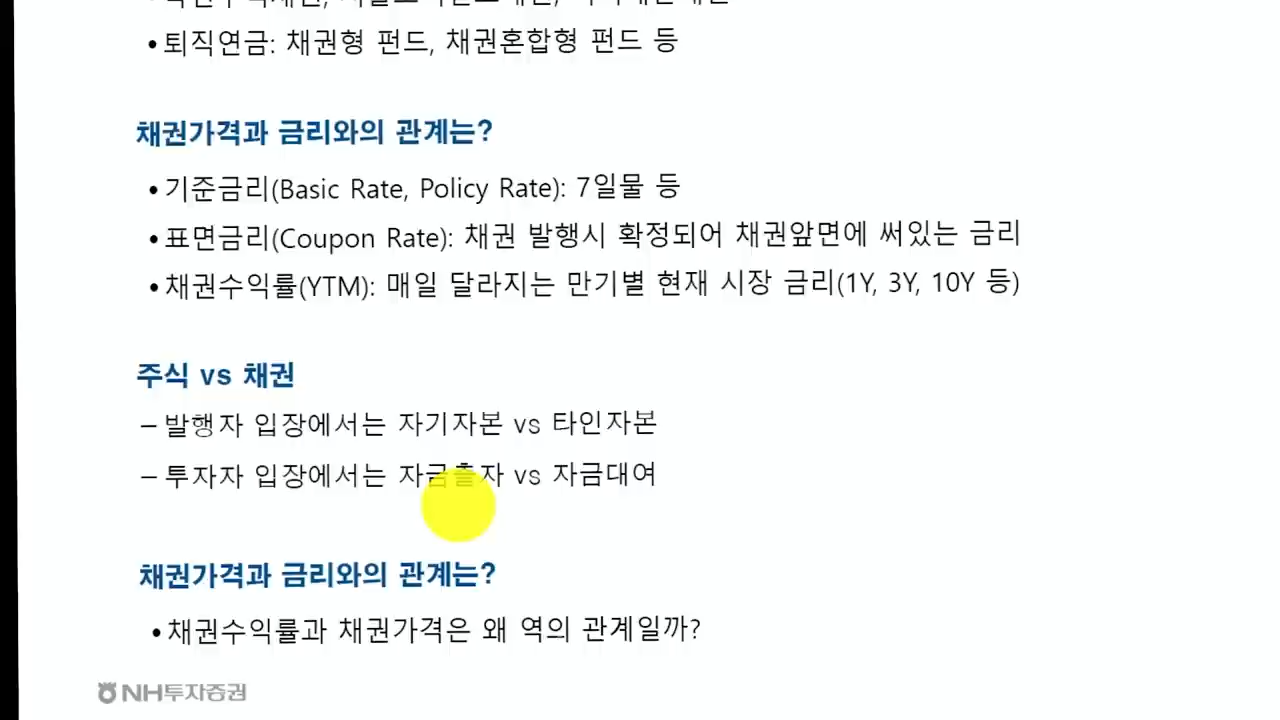 • 퇴직연금: 채권형 펀드, 채권혼합형 펀드 등
채권가격과 금리와의 관계는?
• 기준금리(Basic Rate, Policy Rate): 7일물 등
• 표면금리(Coupon Rate): 채권 발행시 확정되어 채권앞면에 써있는 금리
• 채권수익률(YTM): 매일 달라지는 만기별 현재 시장 금리(1Y, 3Y, 10Y 등)
주식 vs 채권
– 발행자 입장에서는 자기자본 vs 타인자본
– 투자자 입장에서는 자금출자 vs 자금대여
채권가격과 금리와의 관계는?
• 채권수익률과 채권가격은 왜 역의 관계일까?
NH투자증권